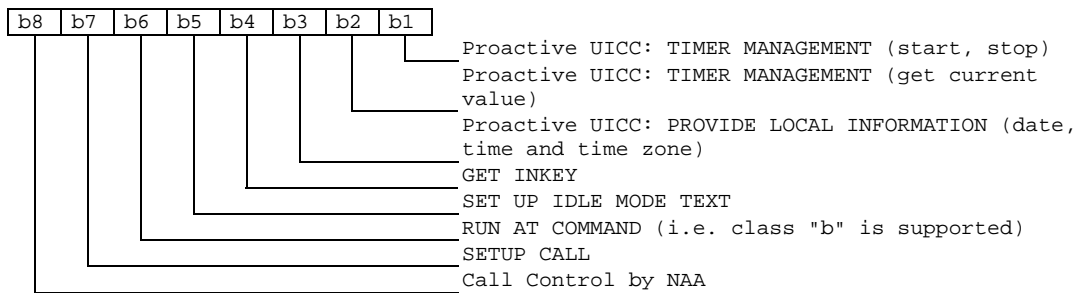 b8 b7 b6 b5 b4 b3 b2 b1
Proactive UICC: TIMER MANAGEMENT (start, stop)
Proactive UICC: TIMER MANAGEMENT (get current
value)
Proactive UICC: PROVIDE LOCAL INFORMATION (date,
time and time zone)
GET INKEY
SET UP IDLE MODE TEXT
RUN AT COMMAND (i.e. class "b" is supported)
SETUP CALL
Call Control by NAA